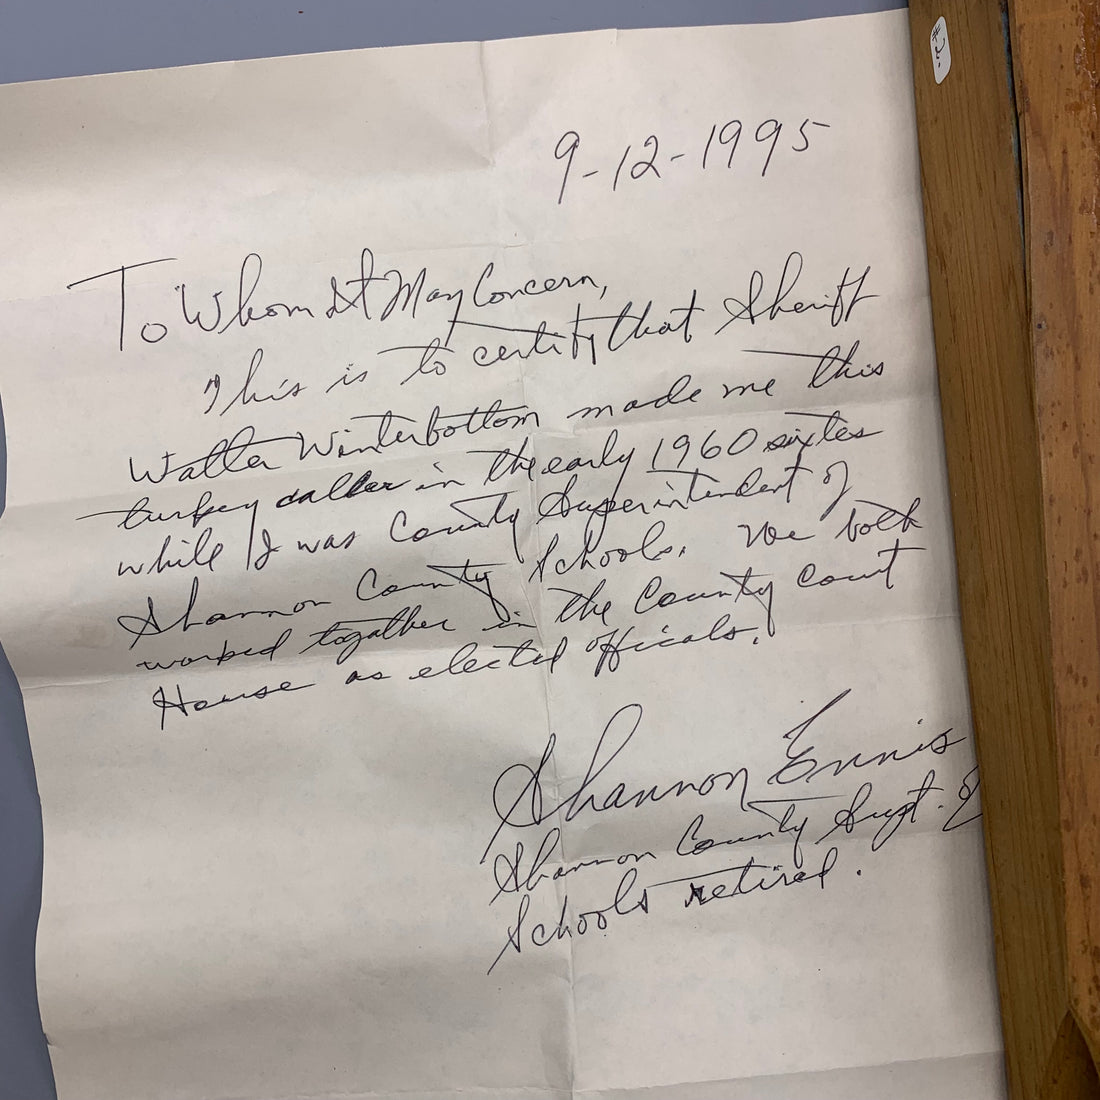 #2.
9-12-1995
To Whom It May Concern,
This is to certify that Sheriff
Walter Winterbottom made me this
turkey caller in the early 1960 sixties
while I was County Superintendent of
Shannon County Schools. We both
worked together in the County Court
House as elected officals.
Shannon Ennis
Shannon County Supt. of
Schools retired.